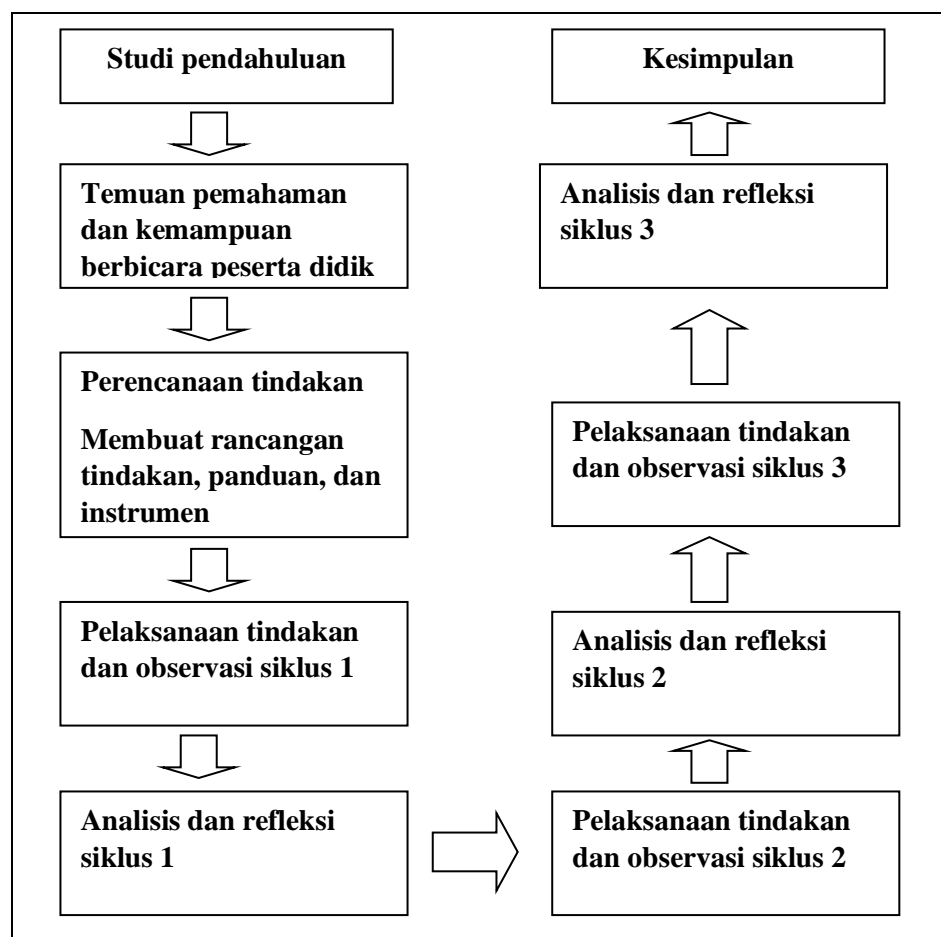 Studi pendahuluan
Temuan pemahaman
dan kemampuan
berbicara peserta didik
Perencanaan tindakan
Membuat rancangan
tindakan, panduan, dan
instrumen
Pelaksanaan tindakan
dan observasi siklus 1
Analisis dan refleksi
siklus 1
Pelaksanaan tindakan
dan observasi siklus 2
Analisis dan refleksi
siklus 2
Pelaksanaan tindakan
dan observasi siklus 3
Analisis dan refleksi
siklus 3
Kesimpulan